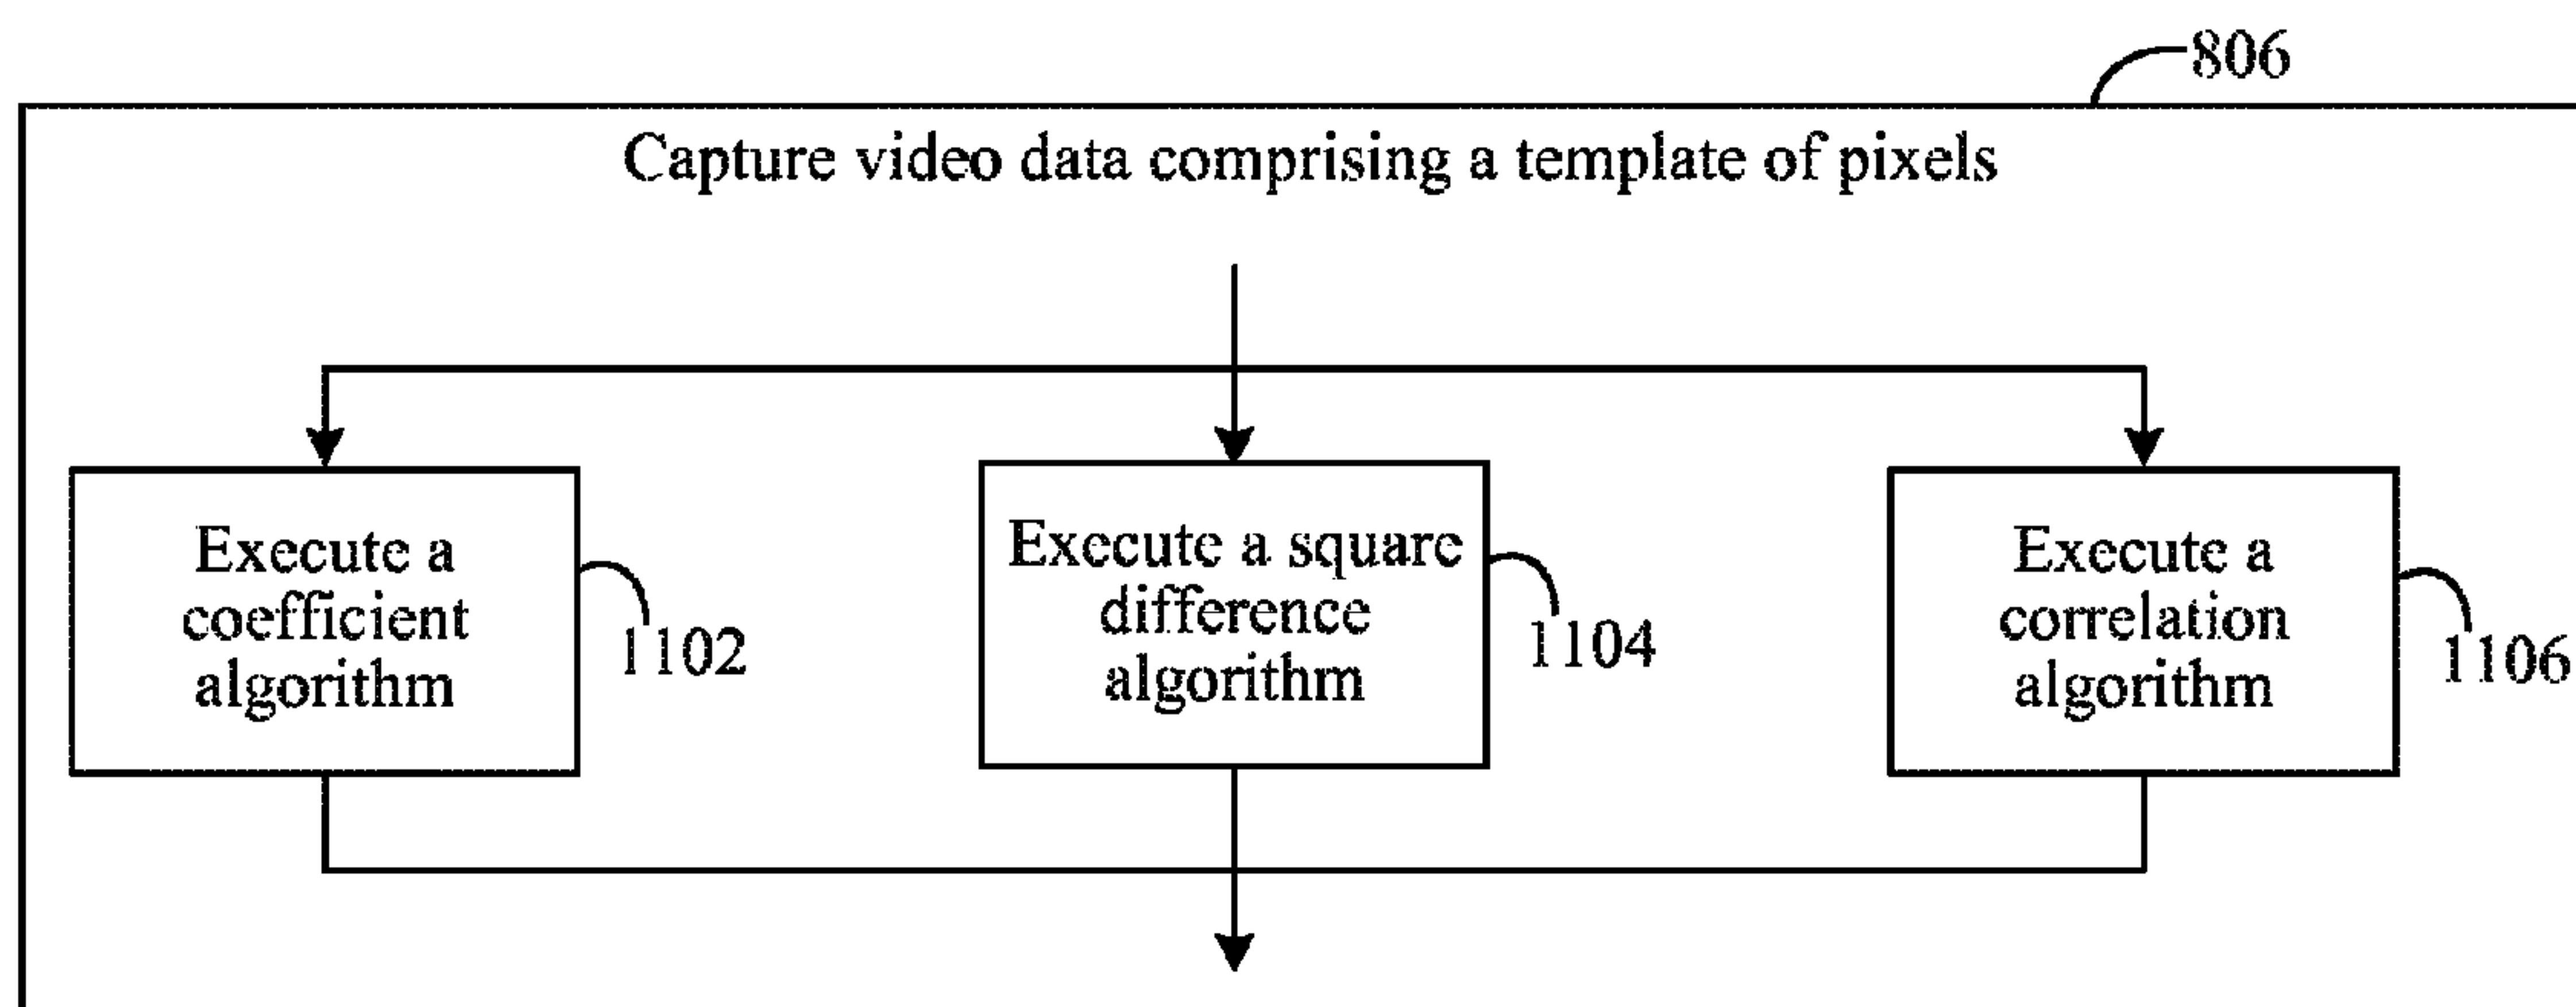 806
Capture video data comprising a template of pixels
Execute a
coefficient
algorithm
1102
Execute a square
difference
algorithm
1104
Execute a
correlation
algorithm
1106